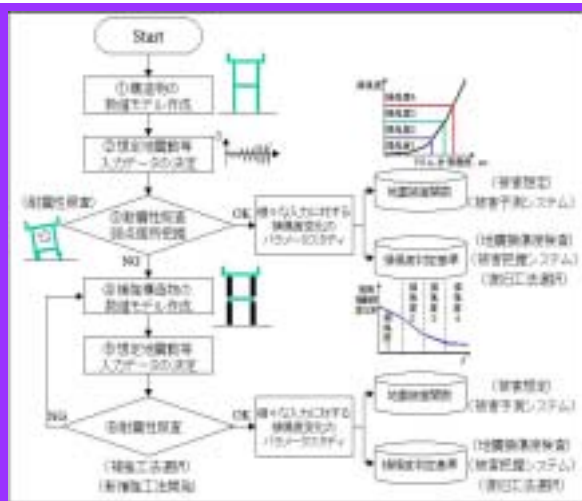 Start
①構造物の
数値モデル作成
②想定地震動等
入力データの決定
(耐震性照査)
③耐震性照査
弱点箇所把握
OK
様々な入力に対する
損傷度変化の
パラメータスタディ
地震被害関数
(被害想定)
(被害予測システム)
損傷度判定基準
(地震損傷度検査)
(被害把握システム)
(復旧工法選択)
NO
④補強構造物の
数値モデル作成
⑤想定地震動等
入力データの決定
NO
⑥耐震性照査
OK
様々な入力に対する
損傷度変化の
パラメータスタディ
地震被害関数
(被害想定)
(被害予測システム)
損傷度判定基準
(地震損傷度検査)
(被害把握システム)
(復旧工法選択)
(補強工法選択)
(新補強工法開発)